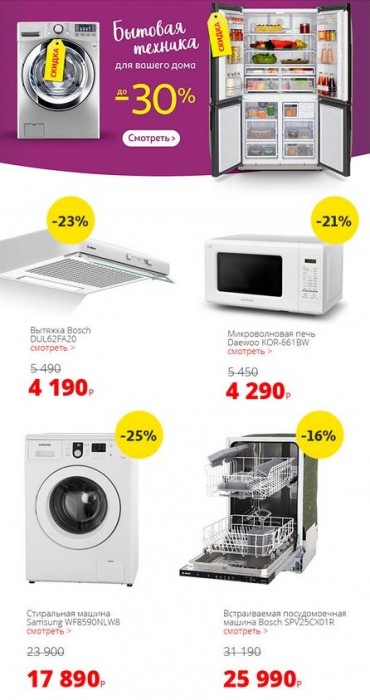 Бытовая
техника
для вашего дома
до -30%
Смотреть >
СКИДКА
СКИДКА
-23%
-21%
Вытяжка Bosch
DUL62FA20
смотреть >
5 490
4 190 Р
Микроволновая печь
Daewoo KOR-661BW
смотреть >
5 450
4 290 Р
-25%
-16%
Стиральная машина
Samsung WF8590NLW8
смотреть >
23 900
17 890 Р
Встраиваемая посудомоечная
машина Bosch SPV25CX01R
смотреть >
31 190
25 990 Р